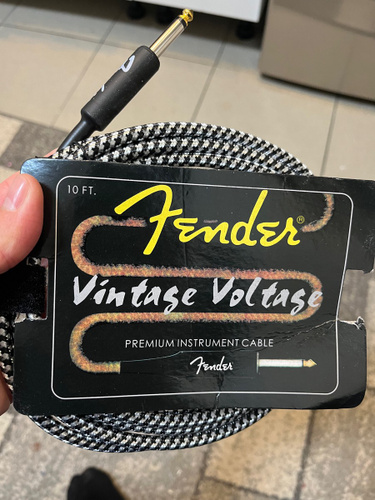 10 FT.
Fender®
Vintage Voltage
PREMIUM INSTRUMENT CABLE
Fender